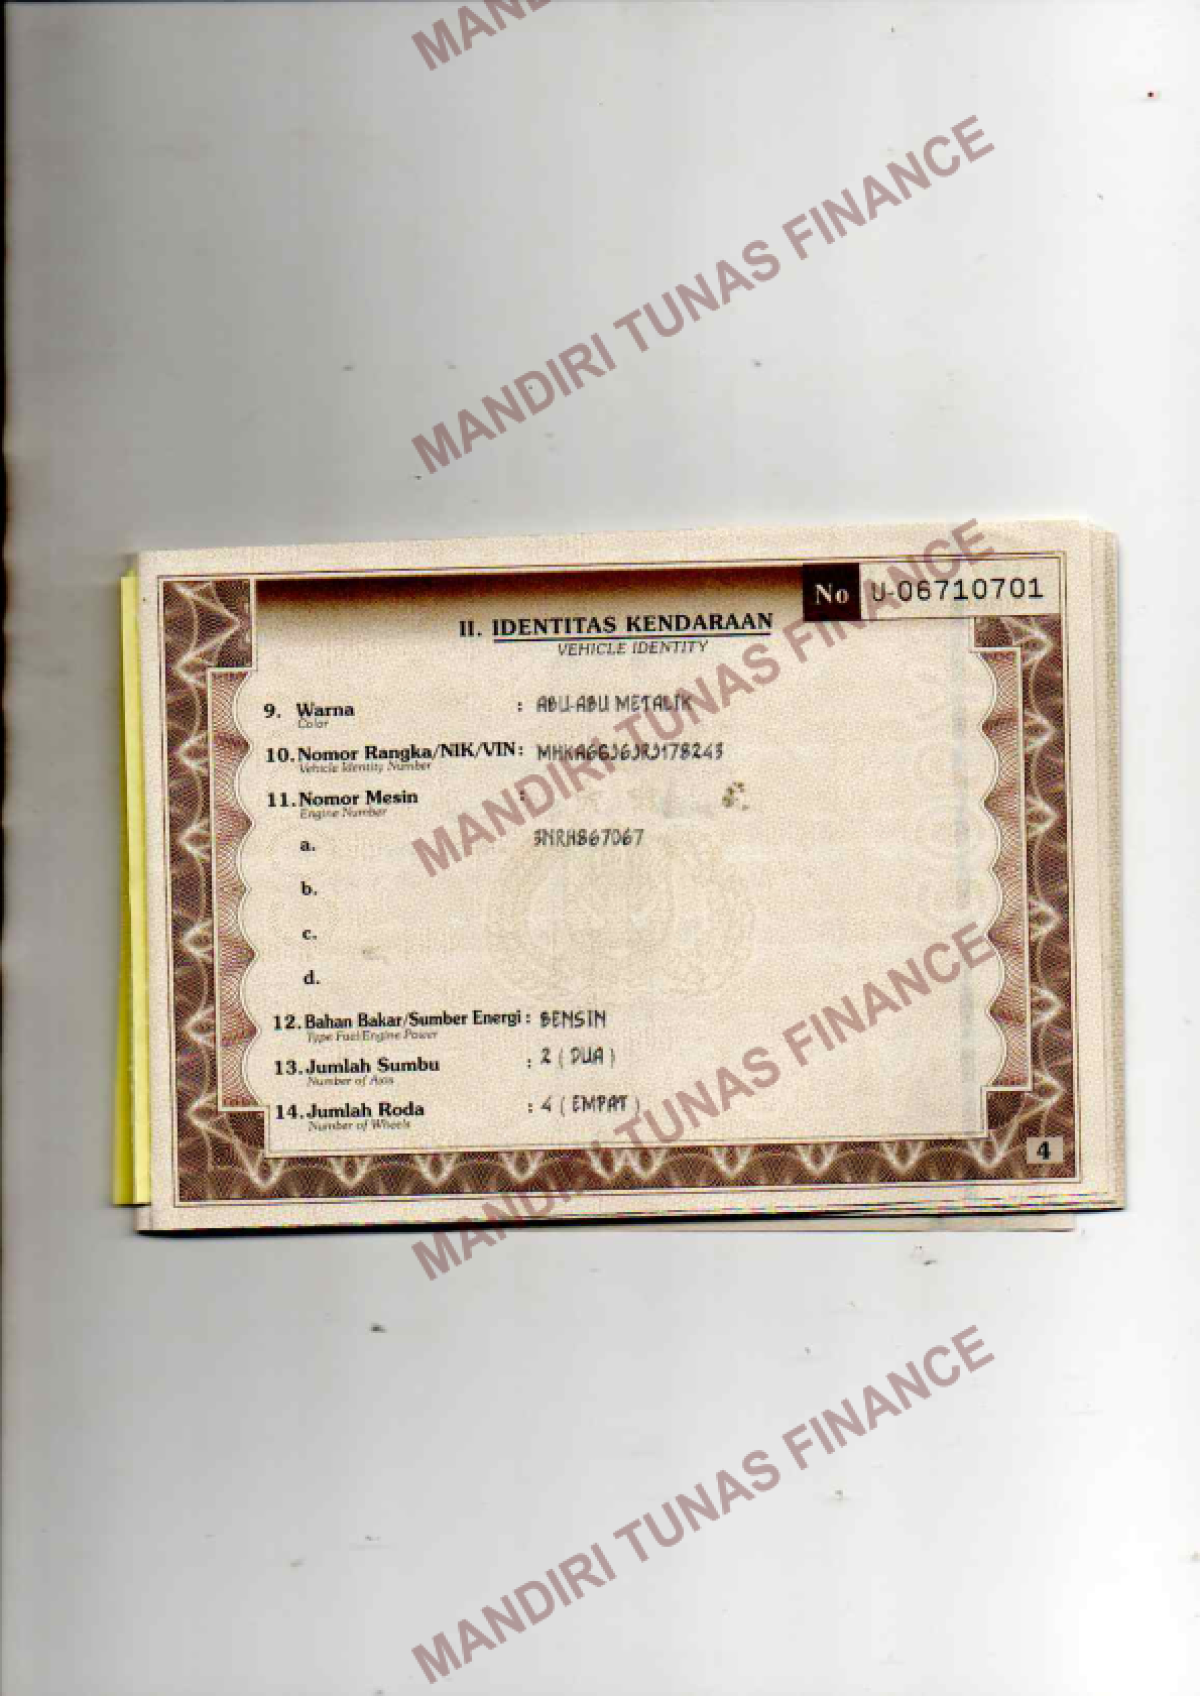 MANDIRI TUNAS FINANCE
MANDIRI TUNAS FINANCE
No U-06710701
II. IDENTITAS KENDARAAN
VEHICLE IDENTITY
9. Warna : ABU-ABU METALIK
Color
10. Nomor Rangka/NIK/VIN : MHKA6GJ6JRJ178243
Vehicle Identity Number
11. Nomor Mesin :
Engine Number
a. 3NRH867067
b.
c.
d.
12. Bahan Bakar/Sumber Energi : BENSIN
Type Fuel/Engine Power
13. Jumlah Sumbu : 2 ( DUA )
Number of Axis
14. Jumlah Roda : 4 ( EMPAT )
Number of Wheels
4
MANDIRI TUNAS FINANCE
MANDIRI TUNAS FINANCE
MANDIRI TUNAS FINANCE